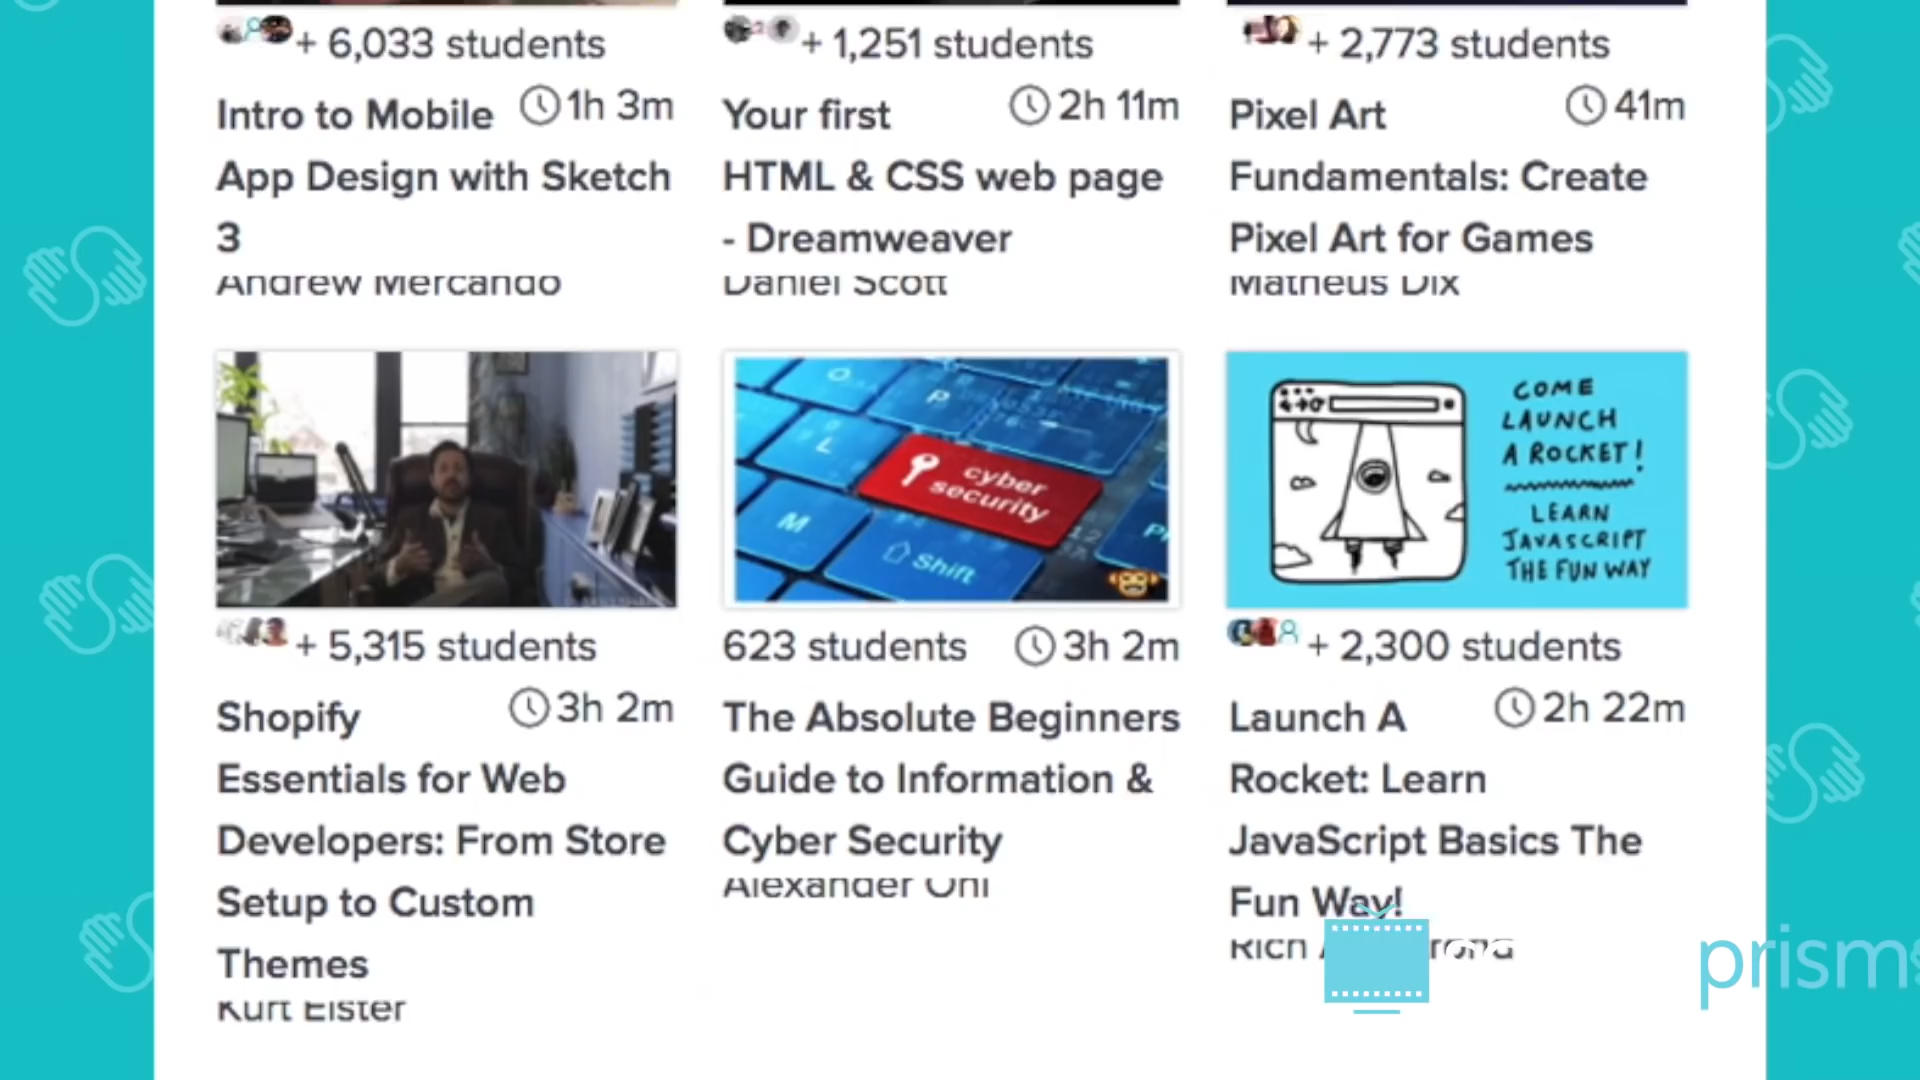 + 6,033 students
1h 3m
Intro to Mobile
App Design with Sketch
3
Andrew Mercando
+ 1,251 students
2h 11m
Your first
HTML & CSS web page
- Dreamweaver
Daniel Scott
+ 2,773 students
41m
Pixel Art
Fundamentals: Create
Pixel Art for Games
Matheus Dix
+ 5,315 students
3h 2m
Shopify
Essentials for Web
Developers: From Store
Setup to Custom
Themes
Kurt Elster
O
P
L
cyber
security
M
Shift
623 students
3h 2m
The Absolute Beginners
Guide to Information &
Cyber Security
Alexander Oni
COME
LAUNCH
A ROCKET!
LEARN
JAVASCRIPT
THE FUN WAY
+ 2,300 students
2h 22m
Launch A
Rocket: Learn
JavaScript Basics The
Fun Way!
Rich
prism